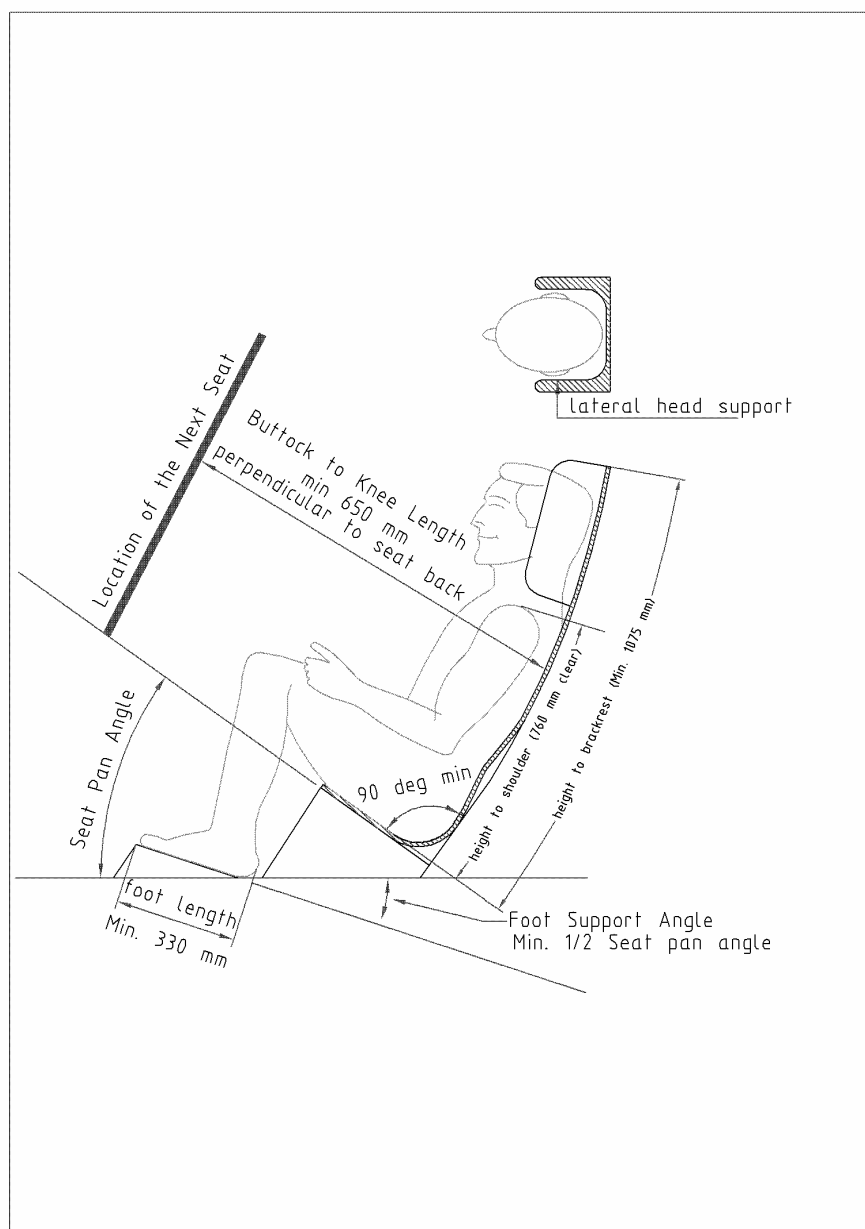 lateral head support
Location of the Next Seat
Buttock to Knee Length
min 650 mm
perpendicular to seat back
Seat Pan Angle
90 deg min
height to shoulder (760 mm clear)
height to brackrest (Min. 1075 mm)
foot length
Min. 330 mm
Foot Support Angle
Min. 1/2 Seat pan angle